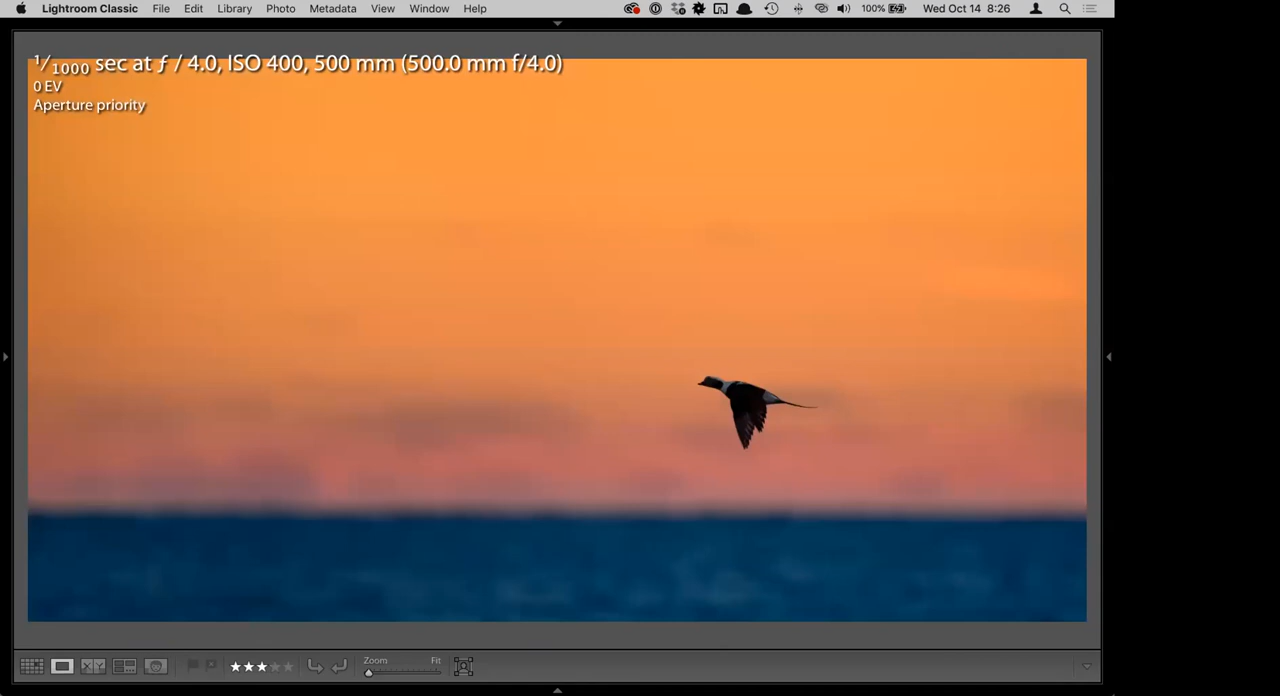 Lightroom Classic File Edit Library Photo Metadata View Window Help 100% Wed Oct 14 8:26
1/1000 sec at ƒ / 4.0, ISO 400, 500 mm (500.0 mm f/4.0)
0 EV
Aperture priority
Zoom Fit